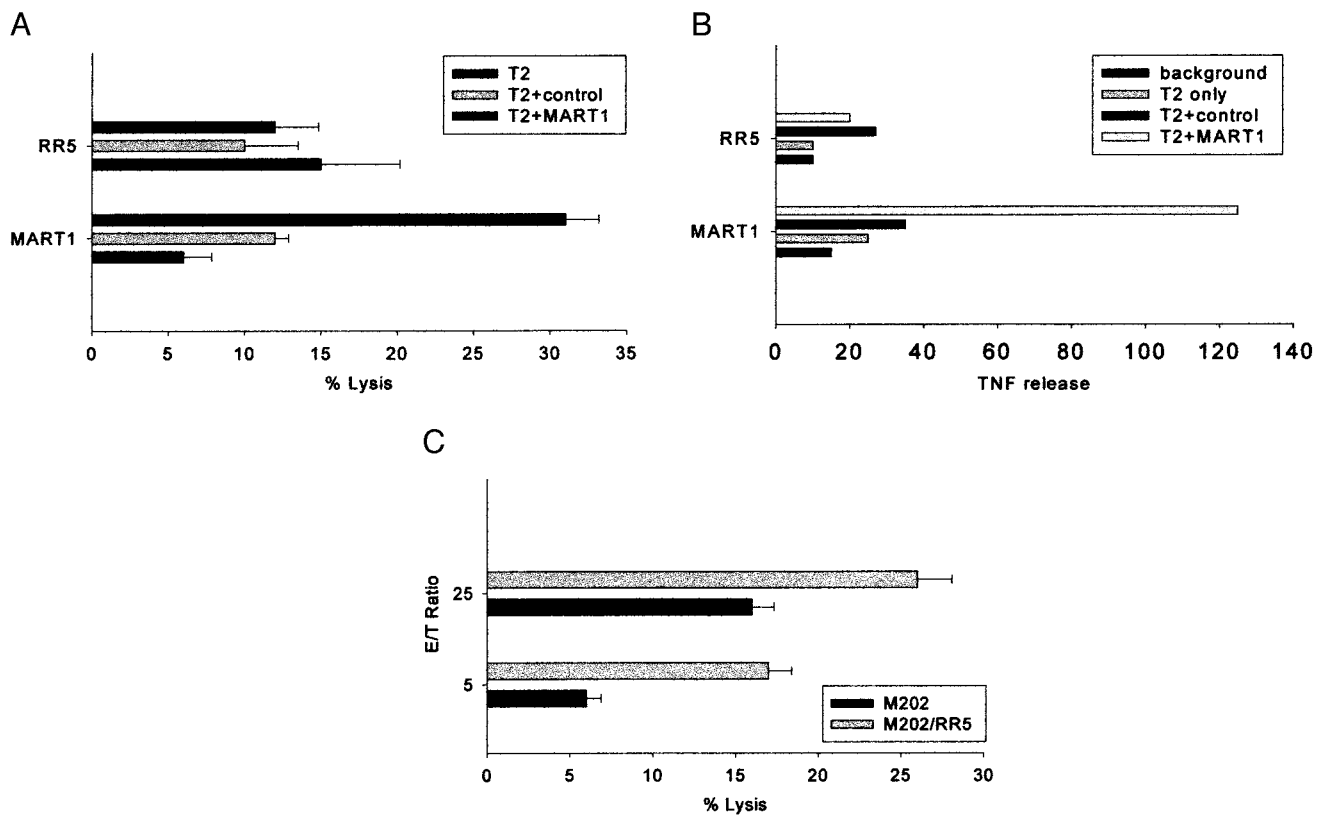 A
T2
T2+control
T2+MART1
RR5
MART1
0 5 10 15 20 25 30 35
% Lysis
B
background
T2 only
T2+control
T2+MART1
RR5
MART1
0 20 40 60 80 100 120 140
TNF release
C
E/T Ratio
25
5
M202
M202/RR5
0 5 10 15 20 25 30
% Lysis